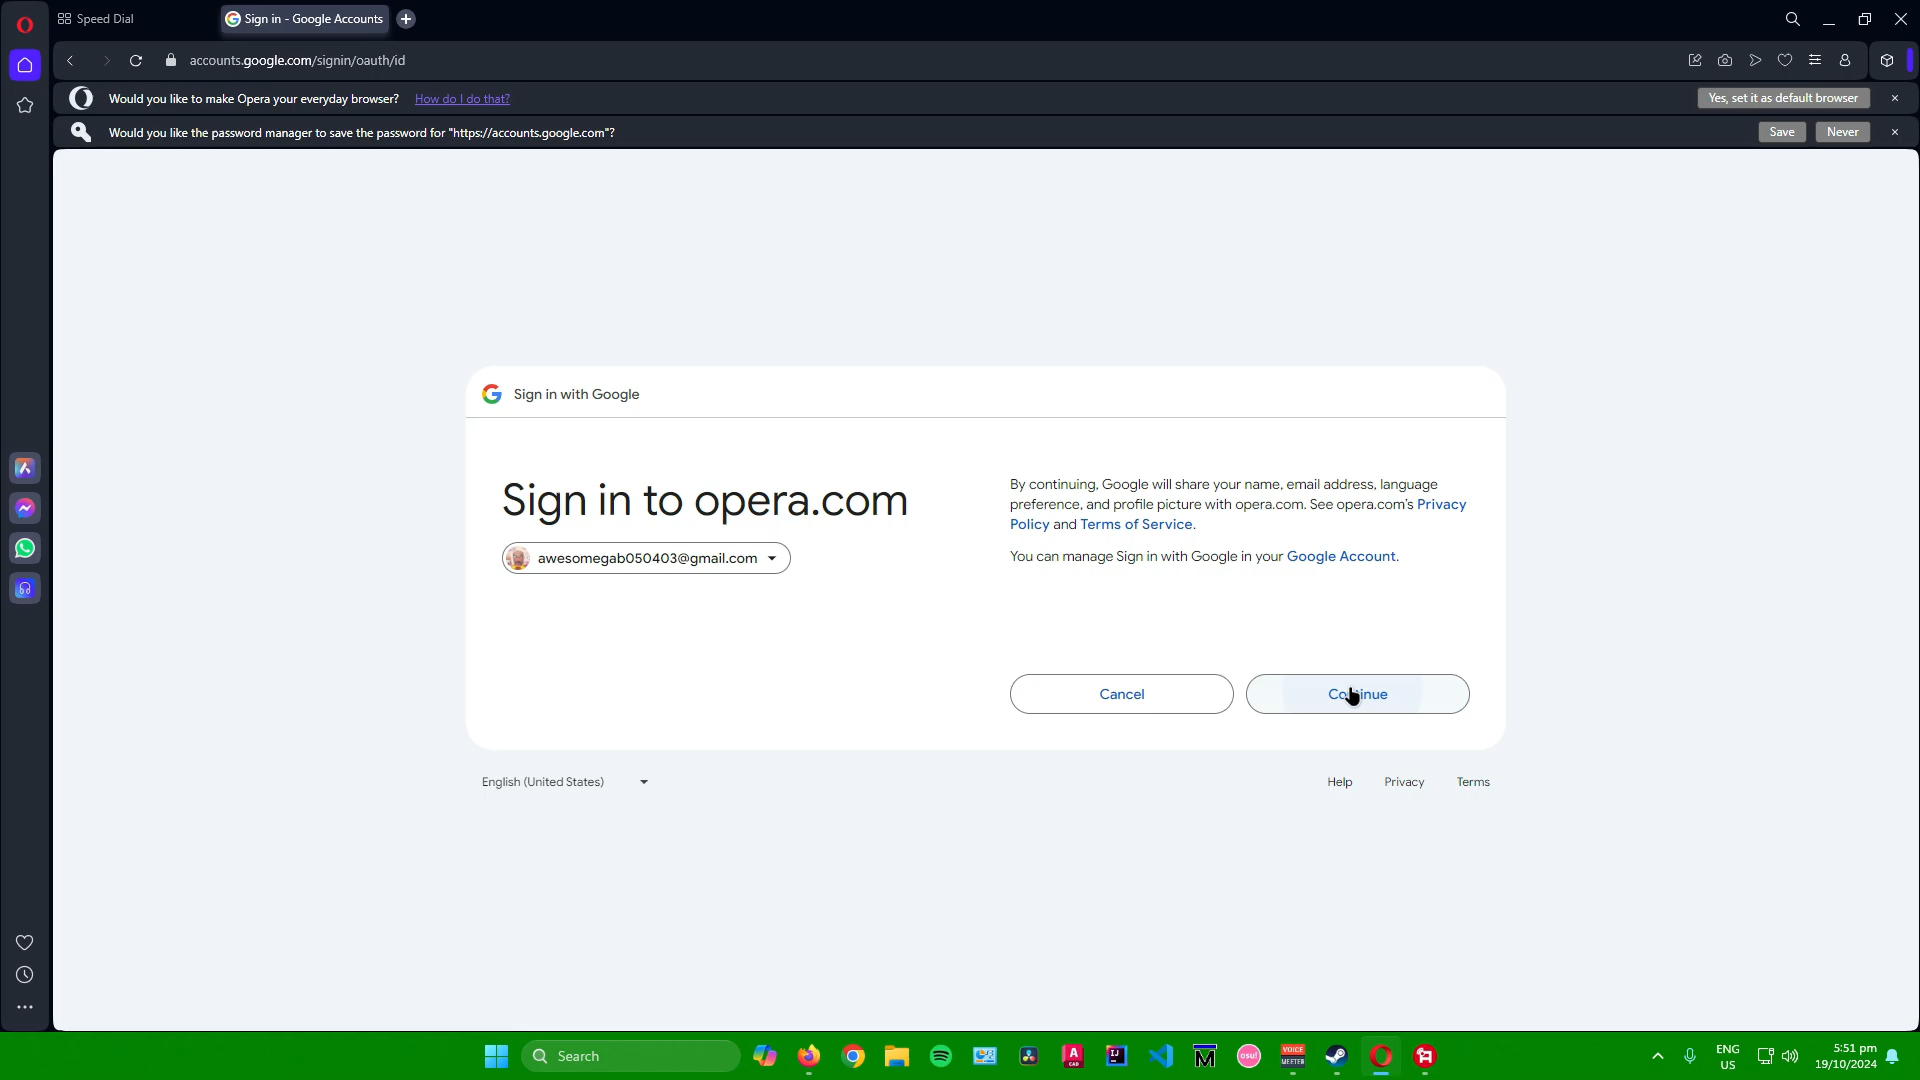 Speed Dial
Sign in - Google Accounts
accounts.google.com/signin/oauth/id
Would you like to make Opera your everyday browser? How do I do that?
Yes, set it as default browser
Would you like the password manager to save the password for "https://accounts.google.com"?
Save
Never
Sign in with Google
Sign in to opera.com
awesomegab050403@gmail.com
By continuing, Google will share your name, email address, language
preference, and profile picture with opera.com. See opera.com's Privacy
Policy and Terms of Service.
You can manage Sign in with Google in your Google Account.
Cancel
Continue
English (United States)
Help
Privacy
Terms
Search
A
CAD
IJ
M
osu!
VOICE
MEETER
ENG
US
5:51 pm
19/10/2024